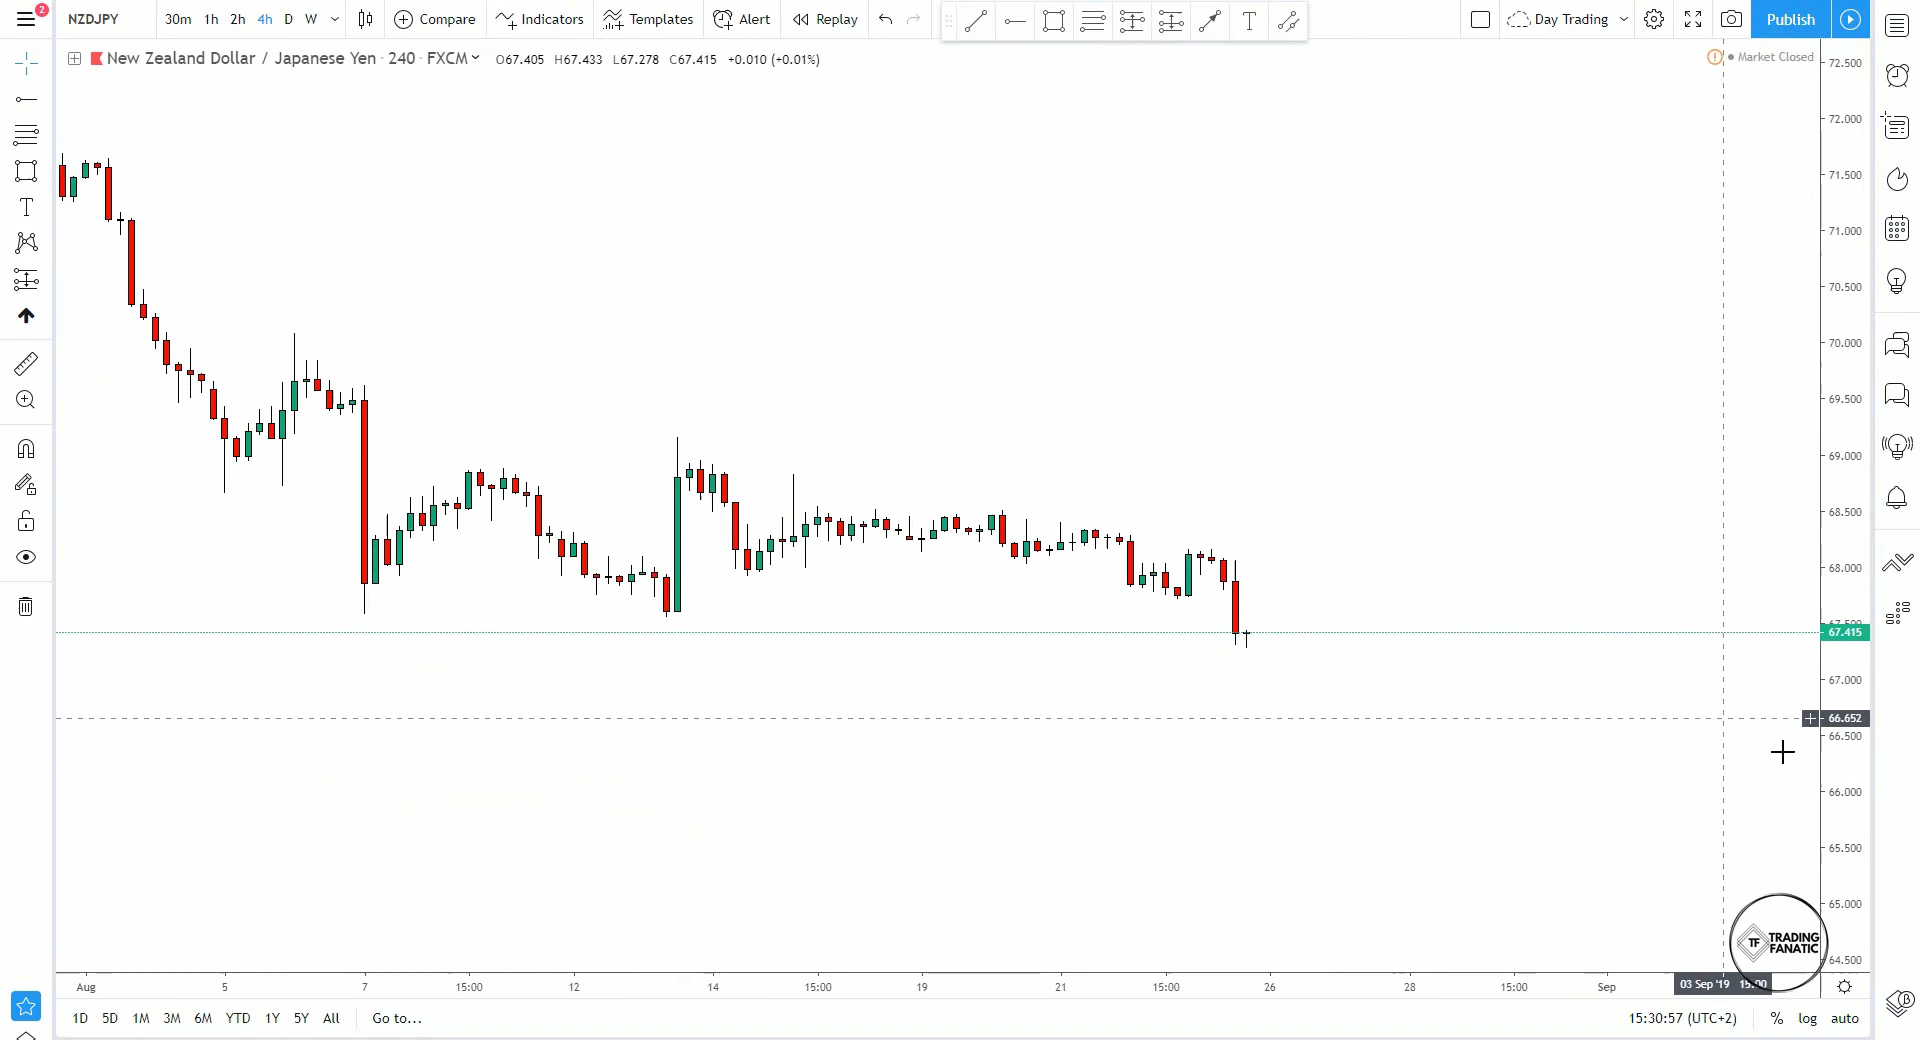 2
NZDJPY 30m 1h 2h 4h D W Compare Indicators Templates Alert Replay T Day Trading Publish
New Zealand Dollar / Japanese Yen · 240 · FXCM O67.405 H67.433 L67.278 C67.415 +0.010 (+0.01%)
Market Closed
72.500
72.000
71.500
71.000
70.500
70.000
69.500
69.000
68.500
68.000
67.415
67.000
66.652
66.500
66.000
65.500
65.000
TF TRADING
FANATIC
64.500
Aug 5 7 15:00 12 14 15:00 19 21 15:00 26 28 15:00 Sep 03 Sep '19 15:00
1D 5D 1M 3M 6M YTD 1Y 5Y All Go to... 15:30:57 (UTC+2) % log auto